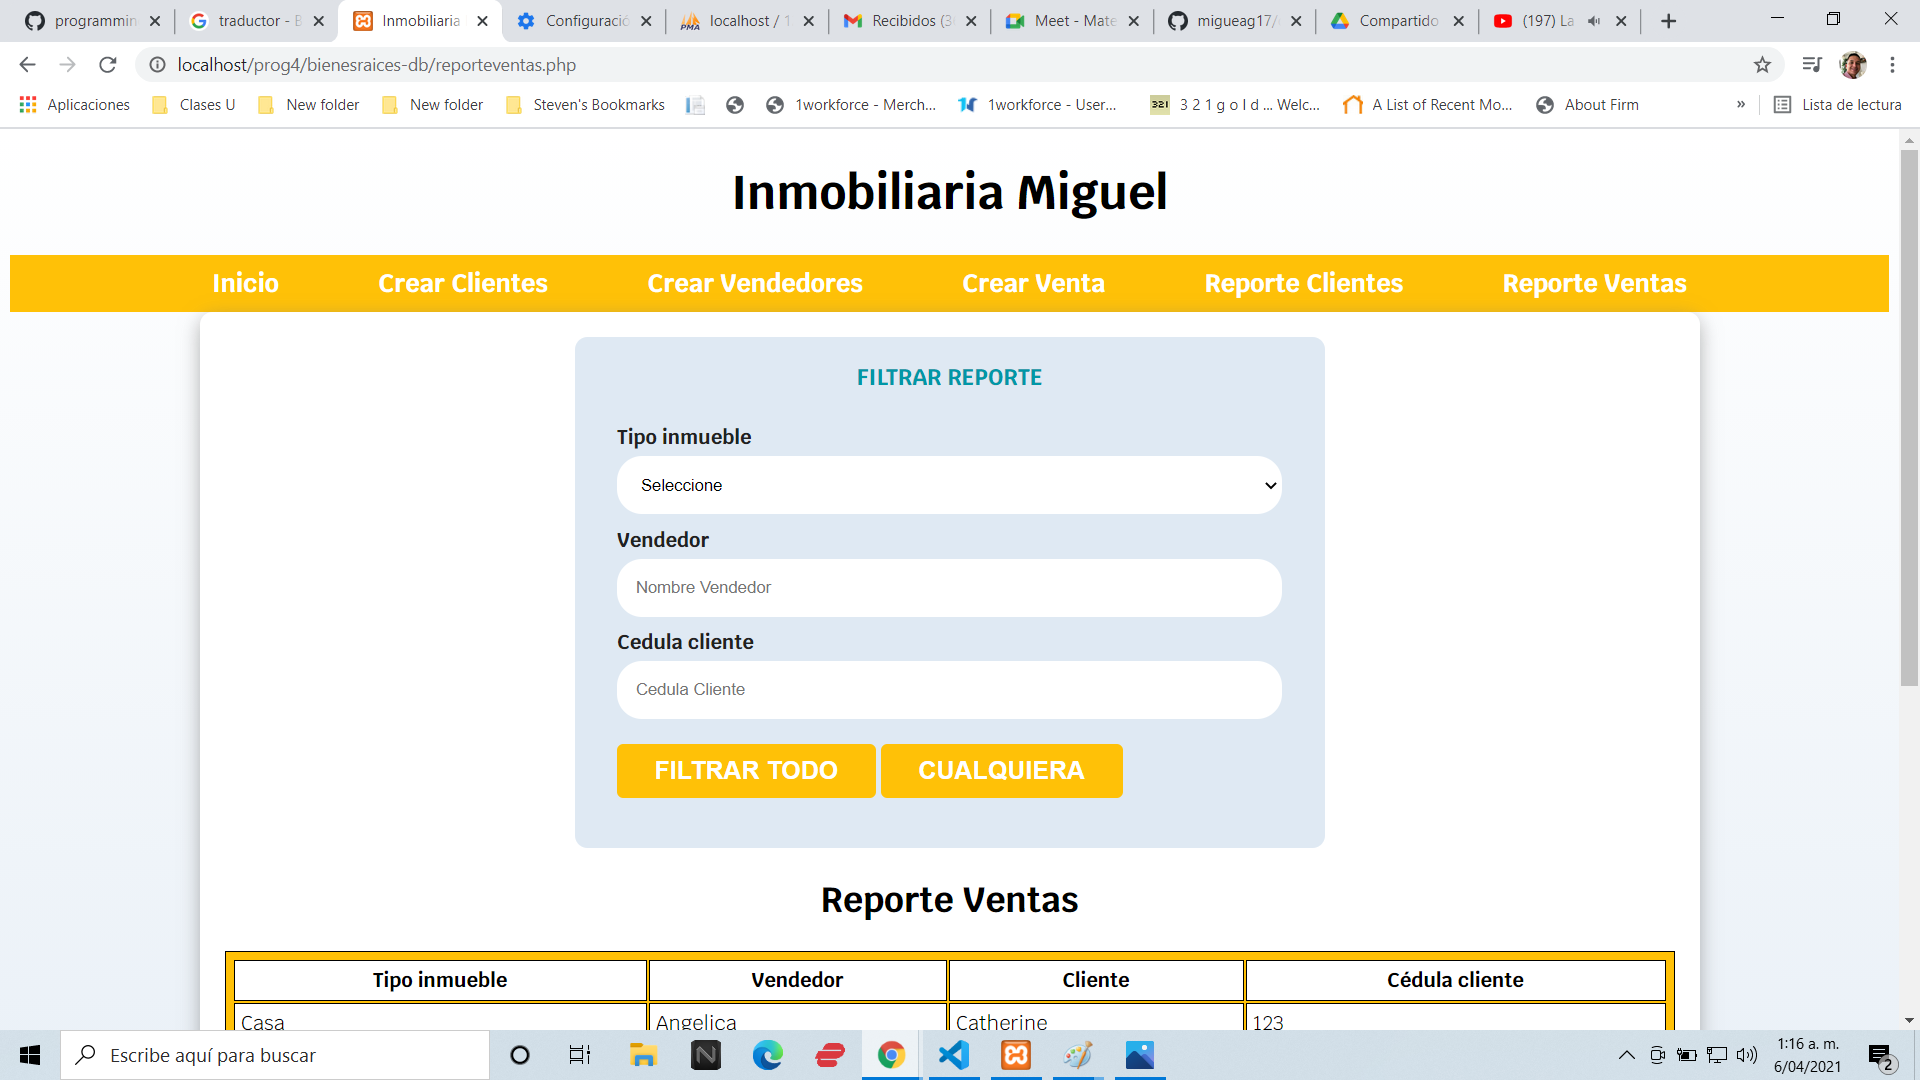 programmin
traductor - B
Inmobiliaria
Configuració
localhost / 1
Recibidos (3
Meet - Mate
migueag17/
Compartido
(197) La
localhost/prog4/bienesraices-db/reporteventas.php
Aplicaciones
Clases U
New folder
New folder
Steven's Bookmarks
1workforce - Merch...
1workforce - User...
3 2 1 g o l d ... Welc...
A List of Recent Mo...
About Firm
»
Lista de lectura
Inmobiliaria Miguel
Inicio
Crear Clientes
Crear Vendedores
Crear Venta
Reporte Clientes
Reporte Ventas
FILTRAR REPORTE
Tipo inmueble
Seleccione
Vendedor
Nombre Vendedor
Cedula cliente
Cedula Cliente
FILTRAR TODO
CUALQUIERA
Reporte Ventas
Tipo inmueble
Vendedor
Cliente
Cédula cliente
Casa
Angelica
Catherine
123
Escribe aquí para buscar
1:16 a. m.
6/04/2021
2